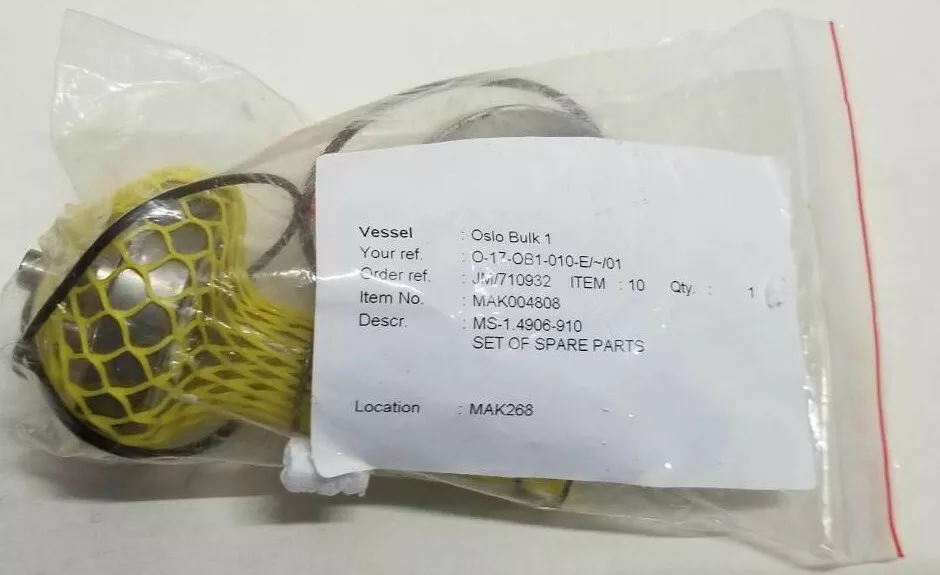 Vessel : Oslo Bulk 1
Your ref. : O-17-OB1-010-E/~/01
Order ref. : JM/710932 ITEM : 10 Qty. : 1
Item No. : MAK004808
Descr. : MS-1.4906-910
SET OF SPARE PARTS
Location : MAK268